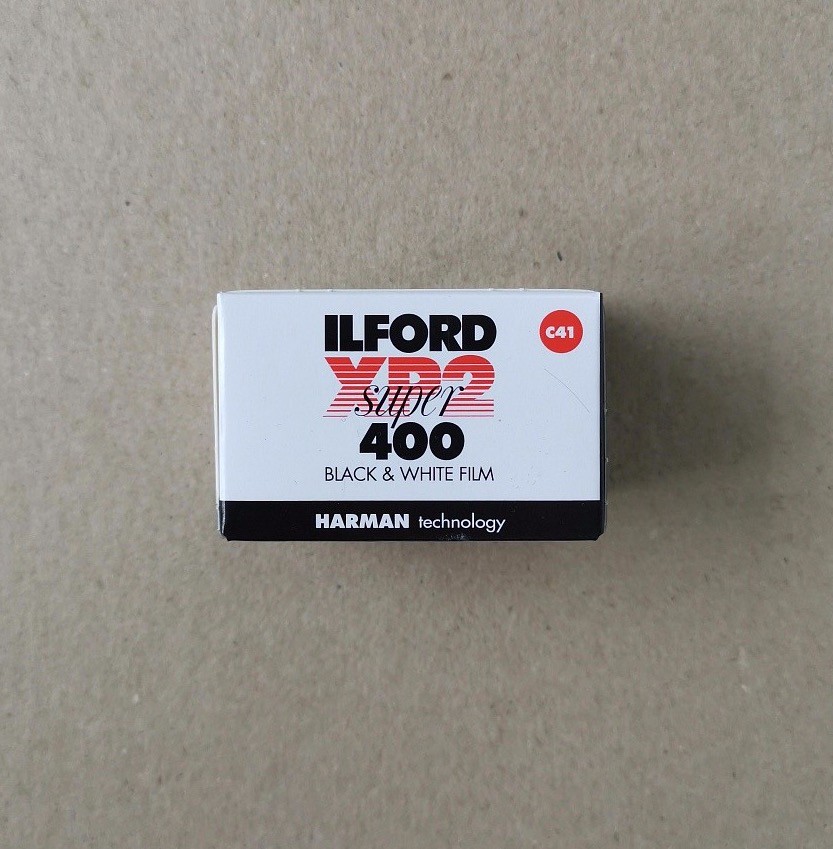 ILFORD
C41
XP2
super
400
BLACK & WHITE FILM
HARMAN technology